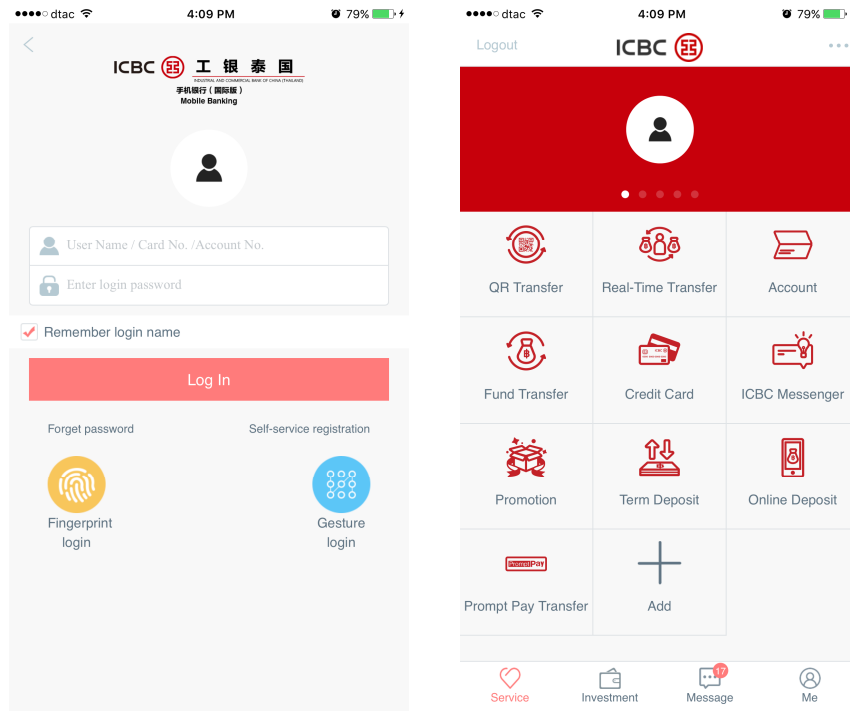 dtac 4:09 PM 79%
ICBC 工银泰国
INDUSTRIAL AND COMMERCIAL BANK OF CHINA (THAILAND)
手机银行（国际版）
Mobile Banking
User Name / Card No. /Account No.
Enter login password
Remember login name
Log In
Forget password Self-service registration
Fingerprint login Gesture login
dtac 4:09 PM 79%
Logout ICBC
QR Transfer Real-Time Transfer Account
Fund Transfer Credit Card ICBC Messenger
Promotion Term Deposit Online Deposit
PromptPay
Prompt Pay Transfer Add
17
Service Investment Message Me